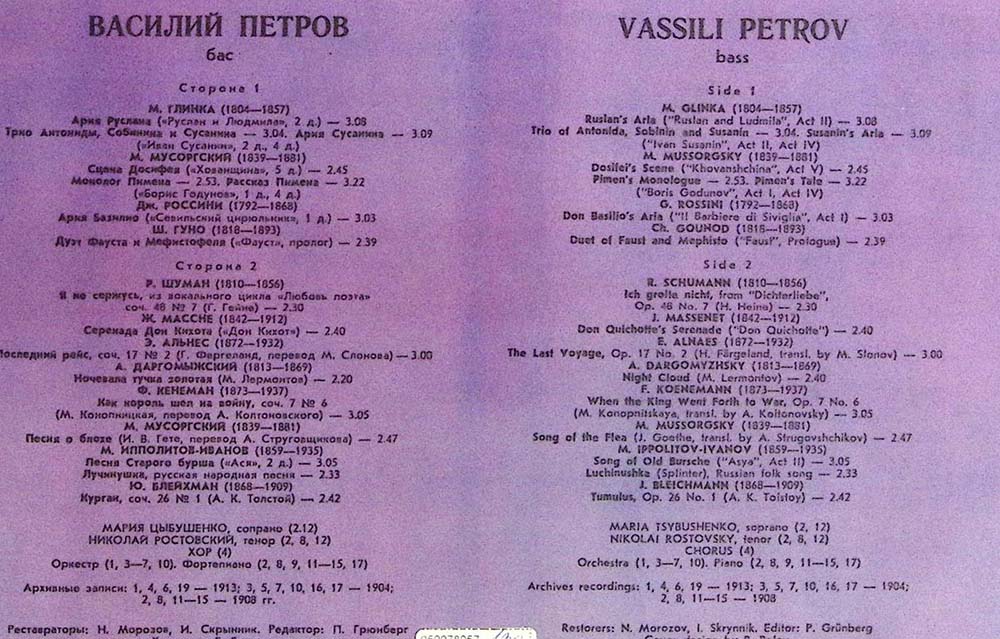 ВАСИЛИЙ ПЕТРОВ
бас
Сторона 1
М. ГЛИНКА (1804—1857)
Ария Руслана («Руслан и Людмила», 2 д.) — 3.08
Трио Антониды, Собинина и Сусанина — 3.04. Ария Сусанина — 3.09
(«Иван Сусанин», 2 д., 4 д.)
М. МУСОРГСКИЙ (1839—1881)
Сцена Досифея («Хованщина», 5 д.) — 2.45
Монолог Пимена — 2.53. Рассказ Пимена — 3.22
(«Борис Годунов», 1 д., 4 д.)
Дж. РОССИНИ (1792—1868)
Ария Базилио («Севильский цирюльник», 1 д.) — 3.03
Ш. ГУНО (1818—1893)
Дуэт Фауста и Мефистофеля («Фауст», пролог) — 2.39
Сторона 2
Р. ШУМАН (1810—1856)
Я не сержусь, из вокального цикла «Любовь поэта»
соч. 48 № 7 (Г. Гейне) — 2.30
Ж. МАССНЕ (1842—1912)
Серенада Дон Кихота («Дон Кихот») — 2.40
Э. АЛЬНЕС (1872—1932)
Последний рейс, соч. 17 № 2 (Г. Фергеланд, перевод М. Слонова) — 3.00
А. ДАРГОМЫЖСКИЙ (1813—1869)
Ночевала тучка золотая (М. Лермонтов) — 2.20
Ф. КЕНЕМАН (1873—1937)
Как король шел на войну, соч. 7 № 6
(М. Конопницкая, перевод А. Колтоновского) — 3.05
М. МУСОРГСКИЙ (1839—1881)
Песня о блохе (И. В. Гете, перевод А. Струговщикова) — 2.47
М. ИППОЛИТОВ-ИВАНОВ (1859—1935)
Песня Старого бурша («Ася», 2 д.) — 3.05
Лучинушка, русская народная песня — 2.33
Ю. БЛЕЙХМАН (1868—1909)
Курган, соч. 26 № 1 (А. К. Толстой) — 2.42
МАРИЯ ЦЫБУШЕНКО, сопрано (2.12)
НИКОЛАЙ РОСТОВСКИЙ, тенор (2, 8, 12)
ХОР (4)
Оркестр (1, 3—7, 10). Фортепиано (2, 8, 9, 11—15, 17)
Архивные записи: 1, 4, 6, 19 — 1913; 3, 5, 7, 10, 16, 17 — 1904;
2, 8, 11—15 — 1908 гг.
Реставраторы: Н. Морозов, И. Скрынник. Редактор: П. Грюнберг
VASSILI PETROV
bass
Side 1
M. GLINKA (1804—1857)
Ruslan's Aria ("Ruslan and Ludmila", Act II) — 3.08
Trio of Antonida, Sobinin and Susanin — 3.04. Susanin's Aria — 3.09
("Ivan Susanin", Act II, Act IV)
M. MUSSORGSKY (1839—1881)
Dosifei's Scene ("Khovanshchina", Act V) — 2.45
Pimen's Monologue — 2.53. Pimen's Tale — 3.22
("Boris Godunov", Act I, Act IV)
G. ROSSINI (1792—1868)
Don Basilio's Aria ("Il Barbiere di Siviglia", Act I) — 3.03
Ch. GOUNOD (1818—1893)
Duet of Faust and Mephisto ("Faust", Prologue) — 2.39
Side 2
R. SCHUMANN (1810—1856)
Ich grolle nicht, from "Dichterliebe",
Op. 48 No. 7 (H. Heine) — 2.30
J. MASSENET (1842—1912)
Don Quichotte's Serenade ("Don Quichotte") — 2.40
E. ALNAES (1872—1932)
The Last Voyage, Op. 17 No. 2 (H. Färgeland, transl. by M. Slonov) — 3.00
A. DARGOMYZHSKY (1813—1869)
Night Cloud (M. Lermontov) — 2.40
F. KOENEMANN (1873—1937)
When the King Went Forth to War, Op. 7 No. 6
(M. Konopnitskaya, transl. by A. Koltonovsky) — 3.05
M. MUSSORGSKY (1839—1881)
Song of the Flea (J. Goethe, transl. by A. Strugovshchikov) — 2.47
M. IPPOLITOV-IVANOV (1859—1935)
Song of Old Bursche ("Asya", Act II) — 3.05
Luchinushka (Splinter), Russian folk song — 2.33
J. BLEICHMANN (1868—1909)
Tumulus, Op. 26 No. 1 (A. K. Tolstoy) — 2.42
MARIA TSYBUSHENKO, soprano (2, 12)
NIKOLAI ROSTOVSKY, tenor (2, 8, 12)
CHORUS (4)
Orchestra (1, 3—7, 10). Piano (2, 8, 9, 11—15, 17)
Archives recordings: 1, 4, 6, 19 — 1913; 3, 5, 7, 10, 16, 17 — 1904;
2, 8, 11—15 — 1908
Restorers: N. Morozov, I. Skrynnik. Editor: P. Grünberg